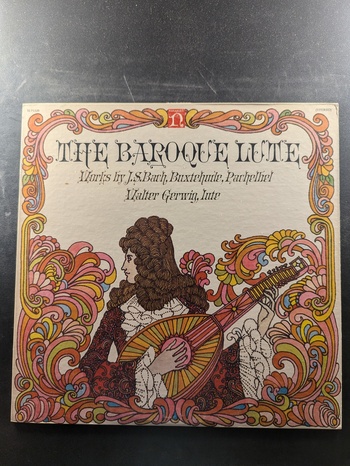 n
THE BAROQUE LUTE
Works by J.S. Bach, Buxtehude, Pachelbel
Walter Gerwig, lute